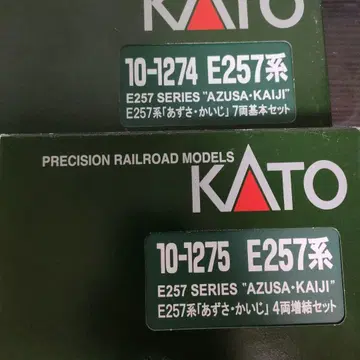 KATO
10-1274 E257系
E257 SERIES "AZUSA・KAIJI"
E257系「あずさ・かいじ」7両基本セット
PRECISION RAILROAD MODELS
KATO
10-1275 E257系
E257 SERIES "AZUSA・KAIJI"
E257系「あずさ・かいじ」4両増結セット